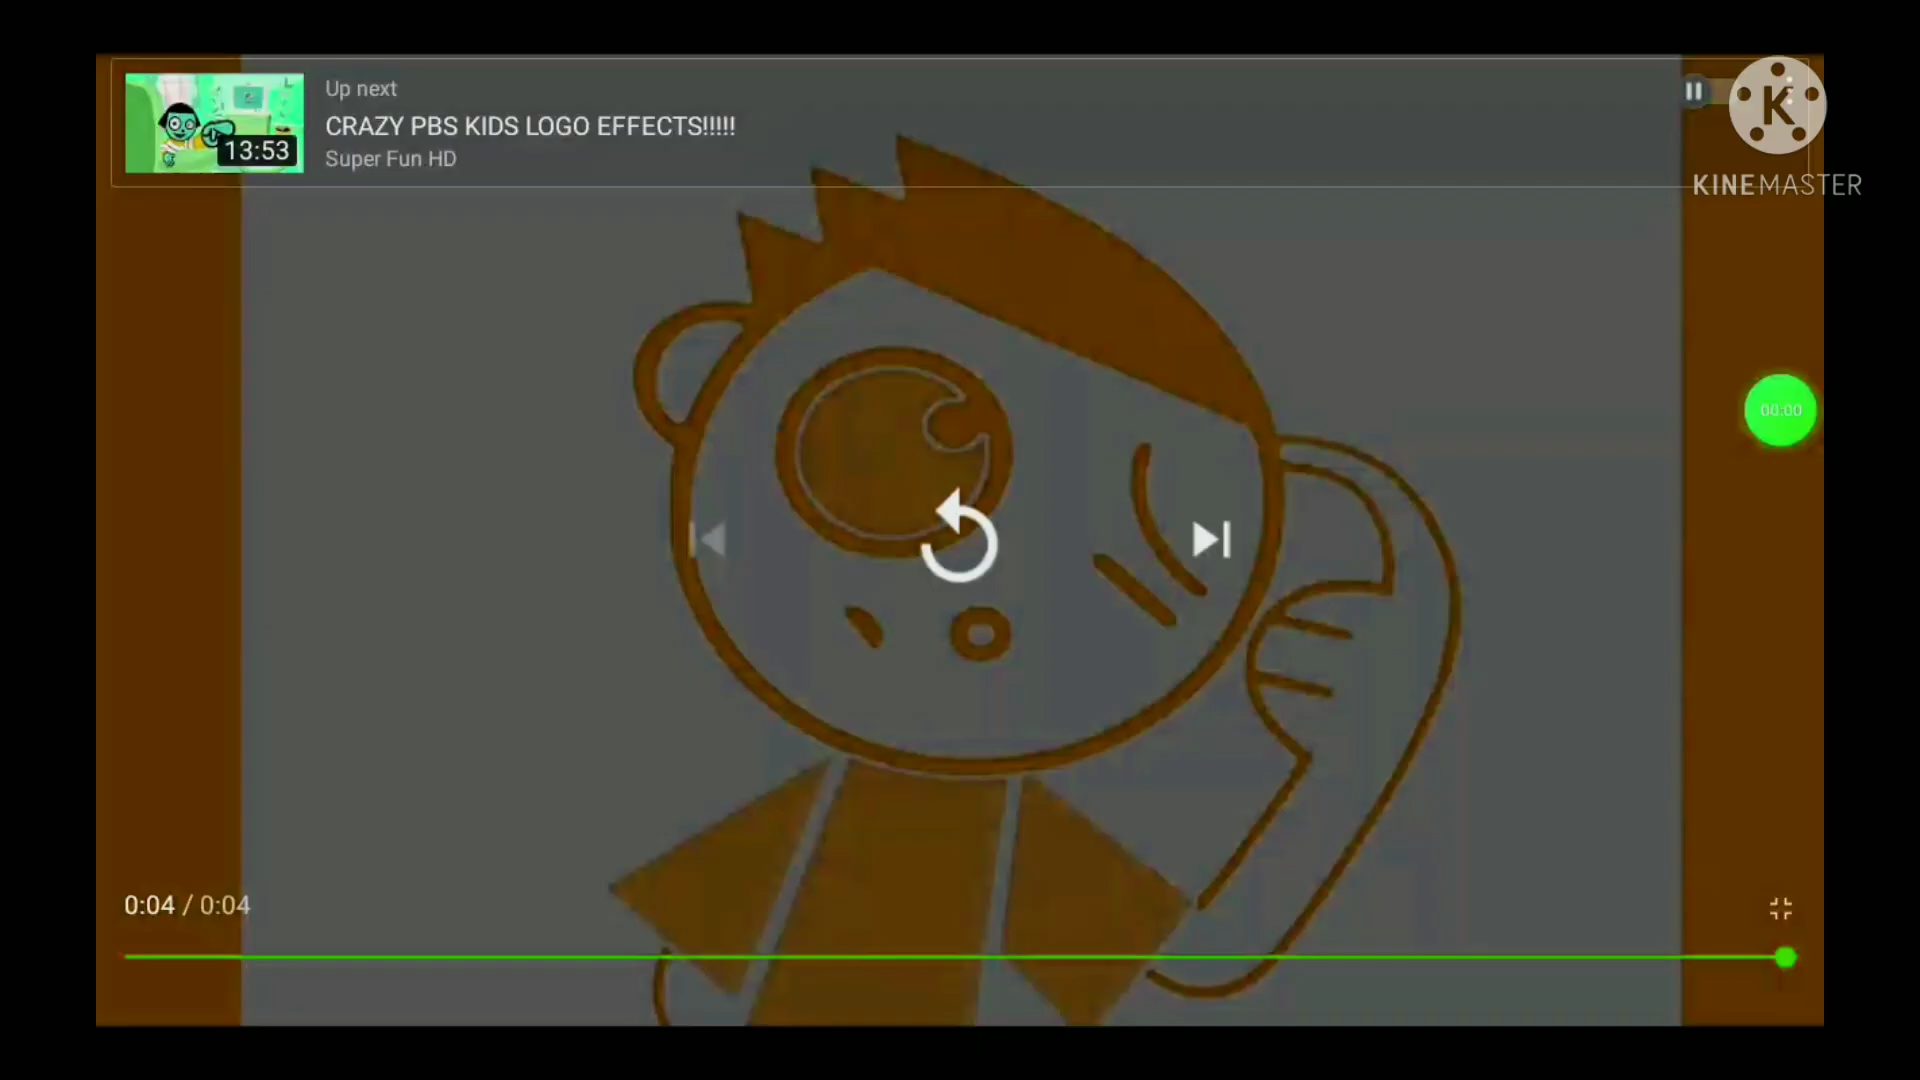 Up next
CRAZY PBS KIDS LOGO EFFECTS!!!!!
Super Fun HD
13:53
K
KINEMASTER
00:00
0:04 / 0:04